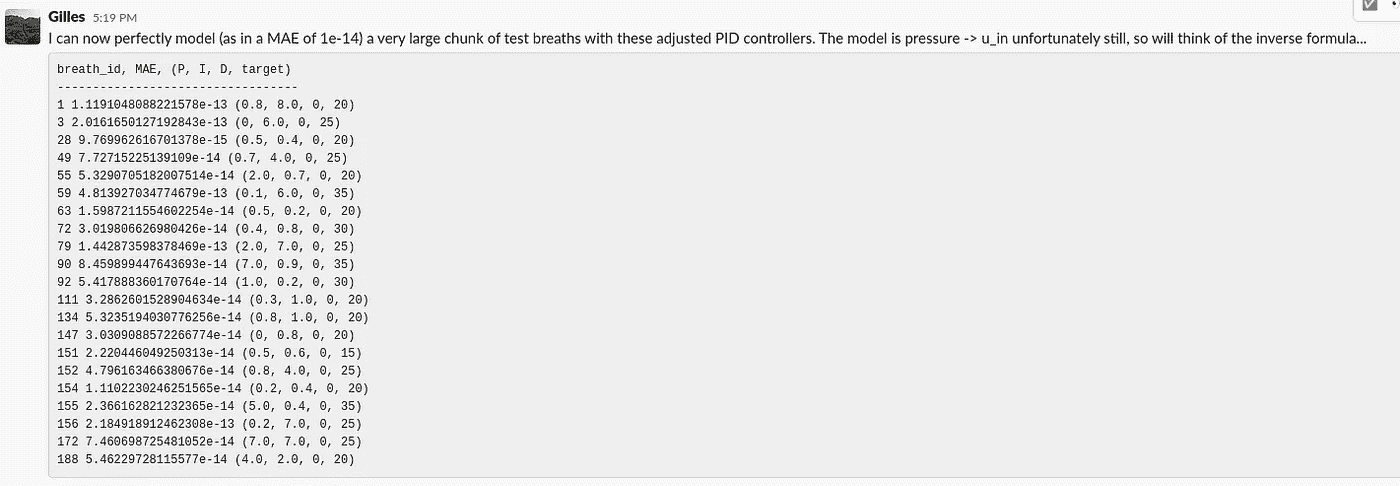 Gilles 5:19 PM
I can now perfectly model (as in a MAE of 1e-14) a very large chunk of test breaths with these adjusted PID controllers. The model is pressure -> u_in unfortunately still, so will think of the inverse formula...
breath_id, MAE, (P, I, D, target)
----------------------------------
1 1.1191048088221578e-13 (0.8, 8.0, 0, 20)
3 2.0161650127192843e-13 (0, 6.0, 0, 25)
28 9.769962616701378e-15 (0.5, 0.4, 0, 20)
49 7.72715225139109e-14 (0.7, 4.0, 0, 25)
55 5.3290705182007514e-14 (2.0, 0.7, 0, 20)
59 4.813927034774679e-13 (0.1, 6.0, 0, 35)
63 1.5987211554602254e-14 (0.5, 0.2, 0, 20)
72 3.019806626980426e-14 (0.4, 0.8, 0, 30)
79 1.442873598378469e-13 (2.0, 7.0, 0, 25)
90 8.459899447643693e-14 (7.0, 0.9, 0, 35)
92 5.417888360170764e-14 (1.0, 0.2, 0, 30)
111 3.2862601528904634e-14 (0.3, 1.0, 0, 20)
134 5.3235194030776256e-14 (0.8, 1.0, 0, 20)
147 3.0309088572266774e-14 (0, 0.8, 0, 20)
151 2.220446049250313e-14 (0.5, 0.6, 0, 15)
152 4.796163466380676e-14 (0.8, 4.0, 0, 25)
154 1.1102230246251565e-14 (0.2, 0.4, 0, 20)
155 2.366162821232365e-14 (5.0, 0.4, 0, 35)
156 2.184918912462308e-13 (0.2, 7.0, 0, 25)
172 7.460698725481052e-14 (7.0, 7.0, 0, 25)
188 5.46229728115577e-14 (4.0, 2.0, 0, 20)